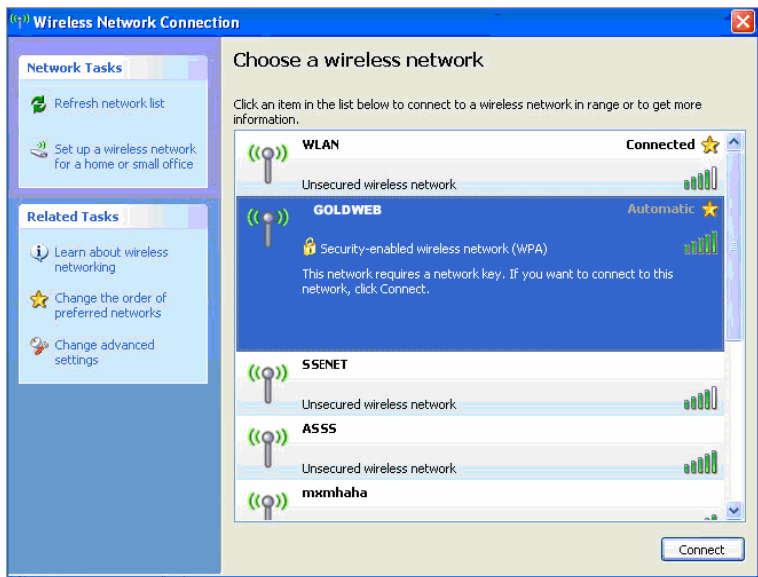 Wireless Network Connection
Network Tasks
Refresh network list
Set up a wireless network
for a home or small office
Related Tasks
Learn about wireless
networking
Change the order of
preferred networks
Change advanced
settings
Choose a wireless network
Click an item in the list below to connect to a wireless network in range or to get more
information.
WLAN
Connected
Unsecured wireless network
GOLDWEB
Automatic
Security-enabled wireless network (WPA)
This network requires a network key. If you want to connect to this
network, click Connect.
SSENET
Unsecured wireless network
ASSS
Unsecured wireless network
mxmhaha
Connect